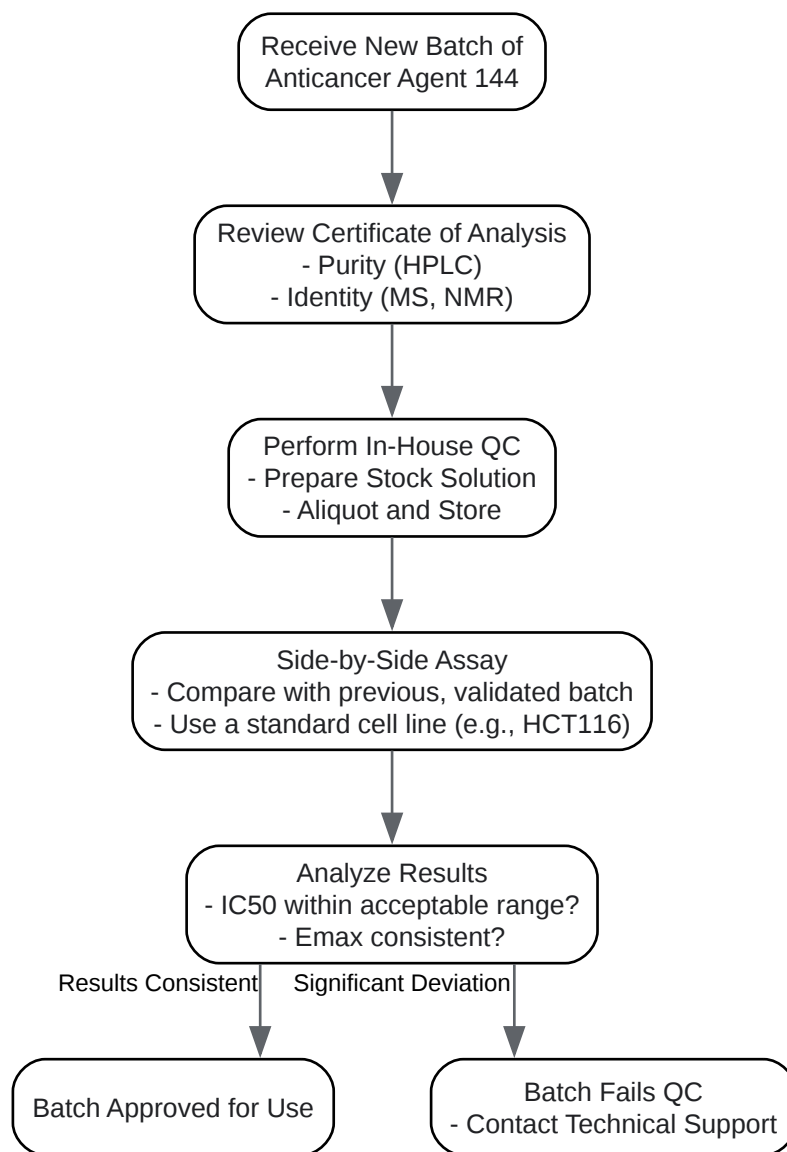 Receive New Batch of
Anticancer Agent 144
Review Certificate of Analysis
- Purity (HPLC)
- Identity (MS, NMR)
Perform In-House QC
- Prepare Stock Solution
- Aliquot and Store
Side-by-Side Assay
- Compare with previous, validated batch
- Use a standard cell line (e.g., HCT116)
Analyze Results
- IC50 within acceptable range?
- Emax consistent?
Results Consistent
Significant Deviation
Batch Approved for Use
Batch Fails QC
- Contact Technical Support